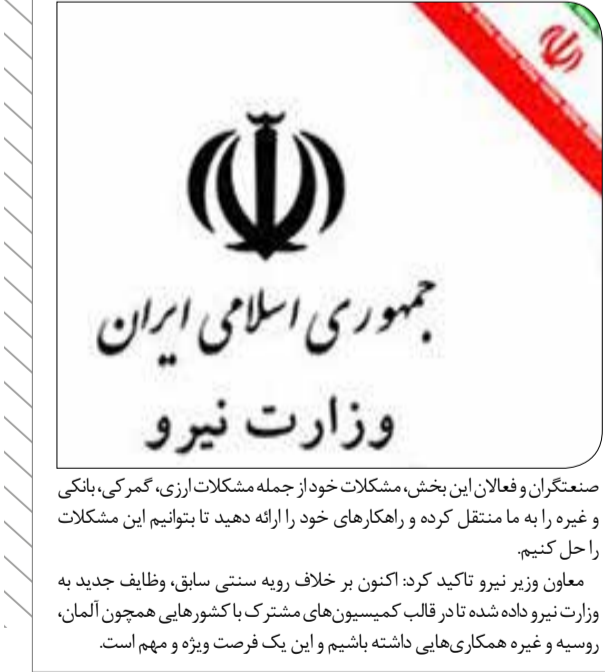 جمهوری اسلامی ایران
وزارت نیرو
صنعتگران و فعالان این بخش، مشکلات خود از جمله مشکلات ارزی، گمرکی، بانکی
و غیره را به ما منتقل کرده و راهکارهای خود را ارائه دهید تا بتوانیم این مشکلات
را حل کنیم.
معاون وزیر نیرو تاکید کرد: اکنون بر خلاف رویه سنتی سابق، وظایف جدید به
وزارت نیرو داده شده تا در قالب کمیسیون‌های مشترک با کشورهایی همچون آلمان،
روسیه و غیره همکاری‌هایی داشته باشیم و این یک فرصت ویژه و مهم است.